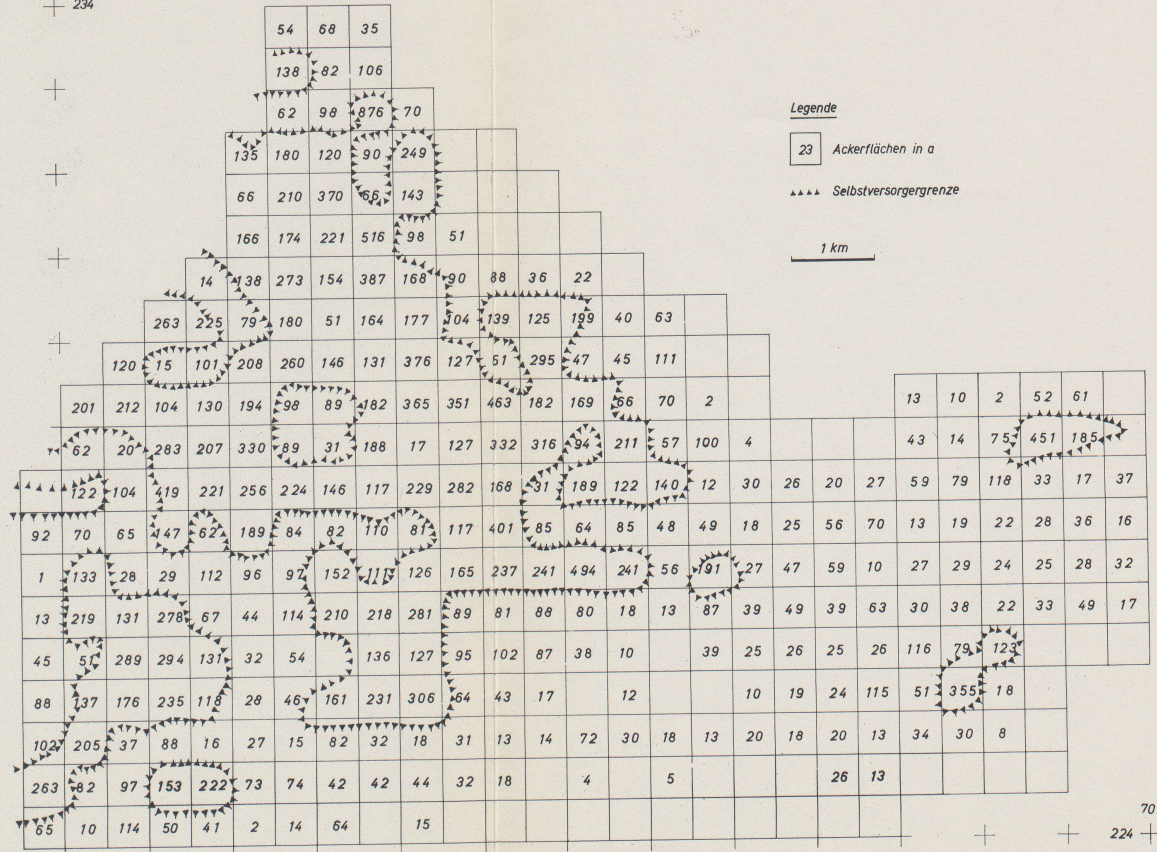 234
54 68 35
138 82 106
62 98 876 70
Legende
135 180 120 90 249
23 Ackerflächen in a
66 210 370 66 143
Selbstversorgergrenze
166 174 221 516 98 51
1 km
14 138 273 154 387 168 90 88 36 22
263 225 79 180 51 164 177 104 139 125 199 40 63
120 15 101 208 260 146 131 376 127 51 295 47 45 111
201 212 104 130 194 98 89 182 365 351 463 182 169 66 70 2 13 10 2 52 61
62 20 283 207 330 89 31 188 17 127 332 316 94 211 57 100 4 43 14 75 451 185
122 104 419 221 256 224 146 117 229 282 168 31 189 122 140 12 30 26 20 27 59 79 118 33 17 37
92 70 65 147 62 189 84 82 110 81 117 401 85 64 85 48 49 18 25 56 70 13 19 22 28 36 16
1 133 28 29 112 96 97 152 111 126 165 237 241 494 241 56 191 27 47 59 10 27 29 24 25 28 32
13 219 131 278 67 44 114 210 218 281 89 81 88 80 18 13 87 39 49 39 63 30 38 22 33 49 17
45 51 289 294 131 32 54 136 127 95 102 87 38 10 39 25 26 25 26 116 79 123
88 137 176 235 118 28 46 161 231 306 64 43 17 12 10 19 24 115 51 355 18
102 205 37 88 16 27 15 82 32 18 31 13 14 72 30 18 13 20 18 20 13 34 30 8
263 82 97 153 222 73 74 42 42 44 32 18 4 5 26 13
65 10 114 50 41 2 14 64 15
70
224